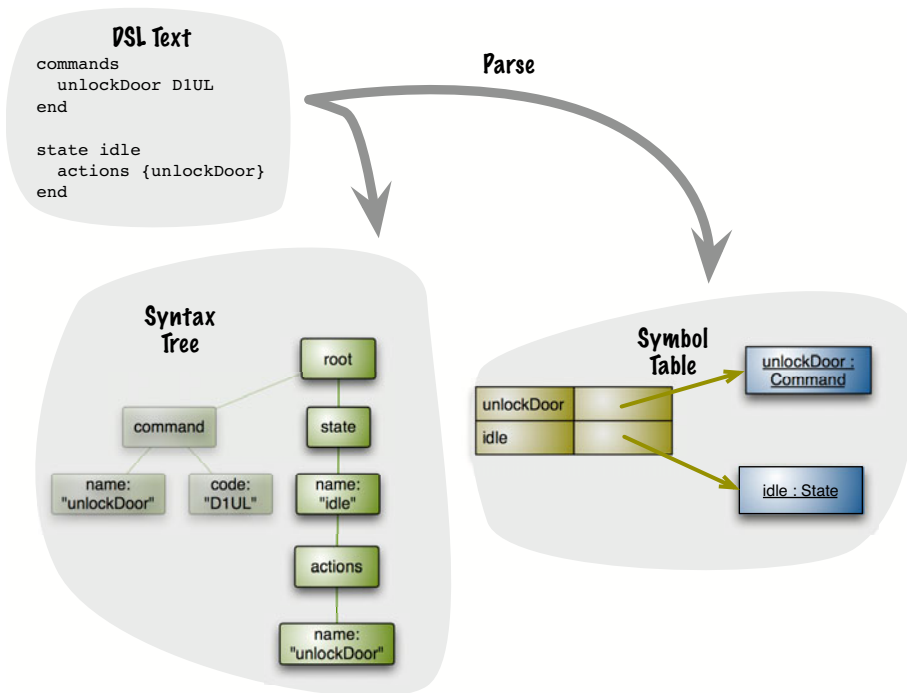 DSL Text
commands
  unlockDoor D1UL
end
state idle
  actions {unlockDoor}
end
Parse
Syntax
Tree
root
command
state
name:
"unlockDoor"
code:
"D1UL"
name:
"idle"
actions
name:
"unlockDoor"
Symbol
Table
unlockDoor
idle
unlockDoor :
Command
idle : State